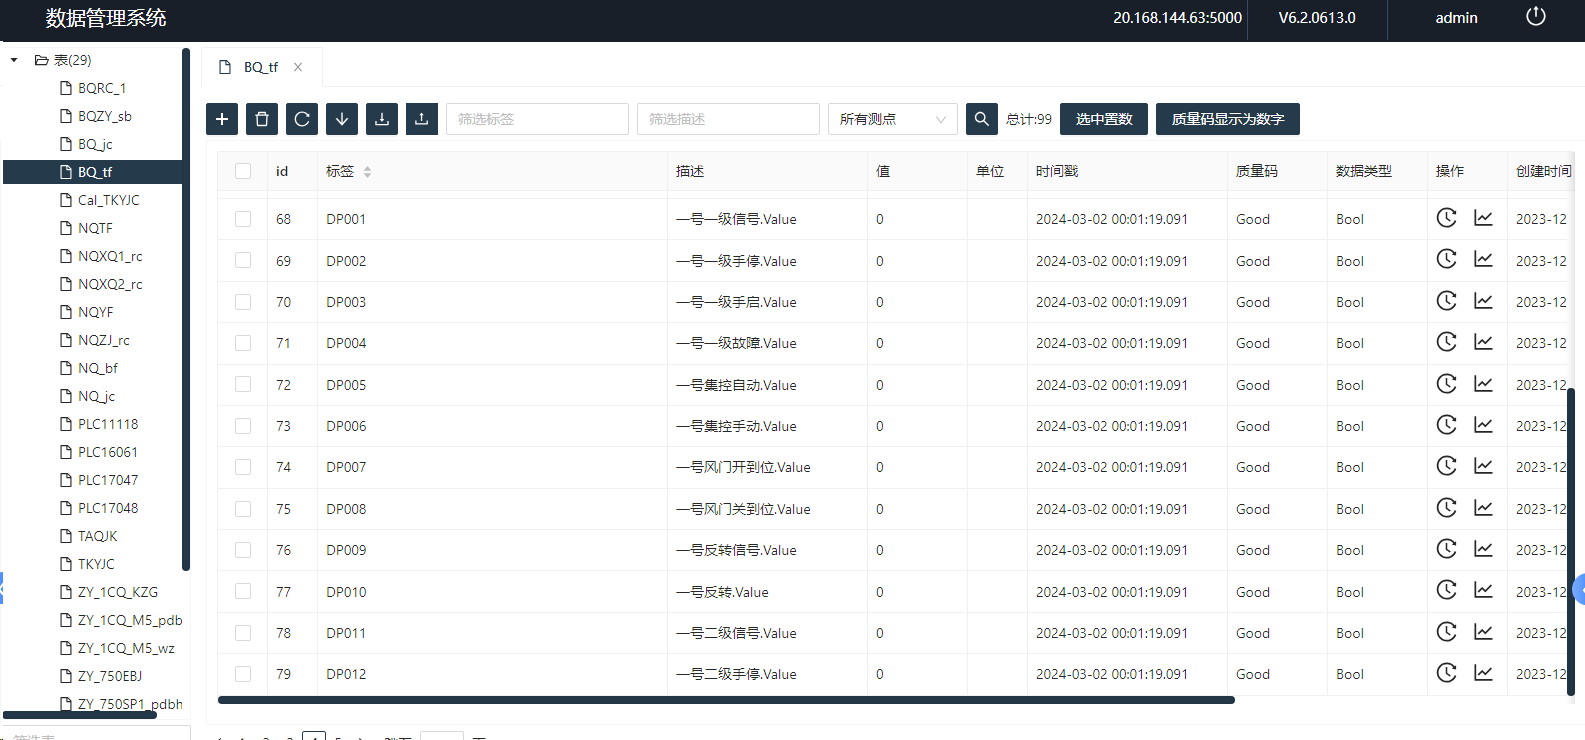 数据管理系统 20.168.144.63:5000 V6.2.0613.0 admin
表(29)
BQRC_1
BQZY_sb
BQ_jc
BQ_tf
Cal_TKYJC
NQTF
NQXQ1_rc
NQXQ2_rc
NQYF
NQZJ_rc
NQ_bf
NQ_jc
PLC11118
PLC16061
PLC17047
PLC17048
TAQJK
TKYJC
ZY_1CQ_KZG
ZY_1CQ_M5_pdb
ZY_1CQ_M5_wz
ZY_750EBJ
ZY_750SP1_pdbh
筛选表
BQ_tf
筛选标签 筛选描述 所有测点 总计:99 选中置数 质量码显示为数字
id 标签 描述 值 单位 时间戳 质量码 数据类型 操作 创建时间
68 DP001 一号一级信号.Value 0 2024-03-02 00:01:19.091 Good Bool 2023-12
69 DP002 一号一级手停.Value 0 2024-03-02 00:01:19.091 Good Bool 2023-12
70 DP003 一号一级手启.Value 0 2024-03-02 00:01:19.091 Good Bool 2023-12
71 DP004 一号一级故障.Value 0 2024-03-02 00:01:19.091 Good Bool 2023-12
72 DP005 一号集控自动.Value 0 2024-03-02 00:01:19.091 Good Bool 2023-12
73 DP006 一号集控手动.Value 0 2024-03-02 00:01:19.091 Good Bool 2023-12
74 DP007 一号风门开到位.Value 0 2024-03-02 00:01:19.091 Good Bool 2023-12
75 DP008 一号风门关到位.Value 0 2024-03-02 00:01:19.091 Good Bool 2023-12
76 DP009 一号反转信号.Value 0 2024-03-02 00:01:19.091 Good Bool 2023-12
77 DP010 一号反转.Value 0 2024-03-02 00:01:19.091 Good Bool 2023-12
78 DP011 一号二级信号.Value 0 2024-03-02 00:01:19.091 Good Bool 2023-12
79 DP012 一号二级手停.Value 0 2024-03-02 00:01:19.091 Good Bool 2023-12